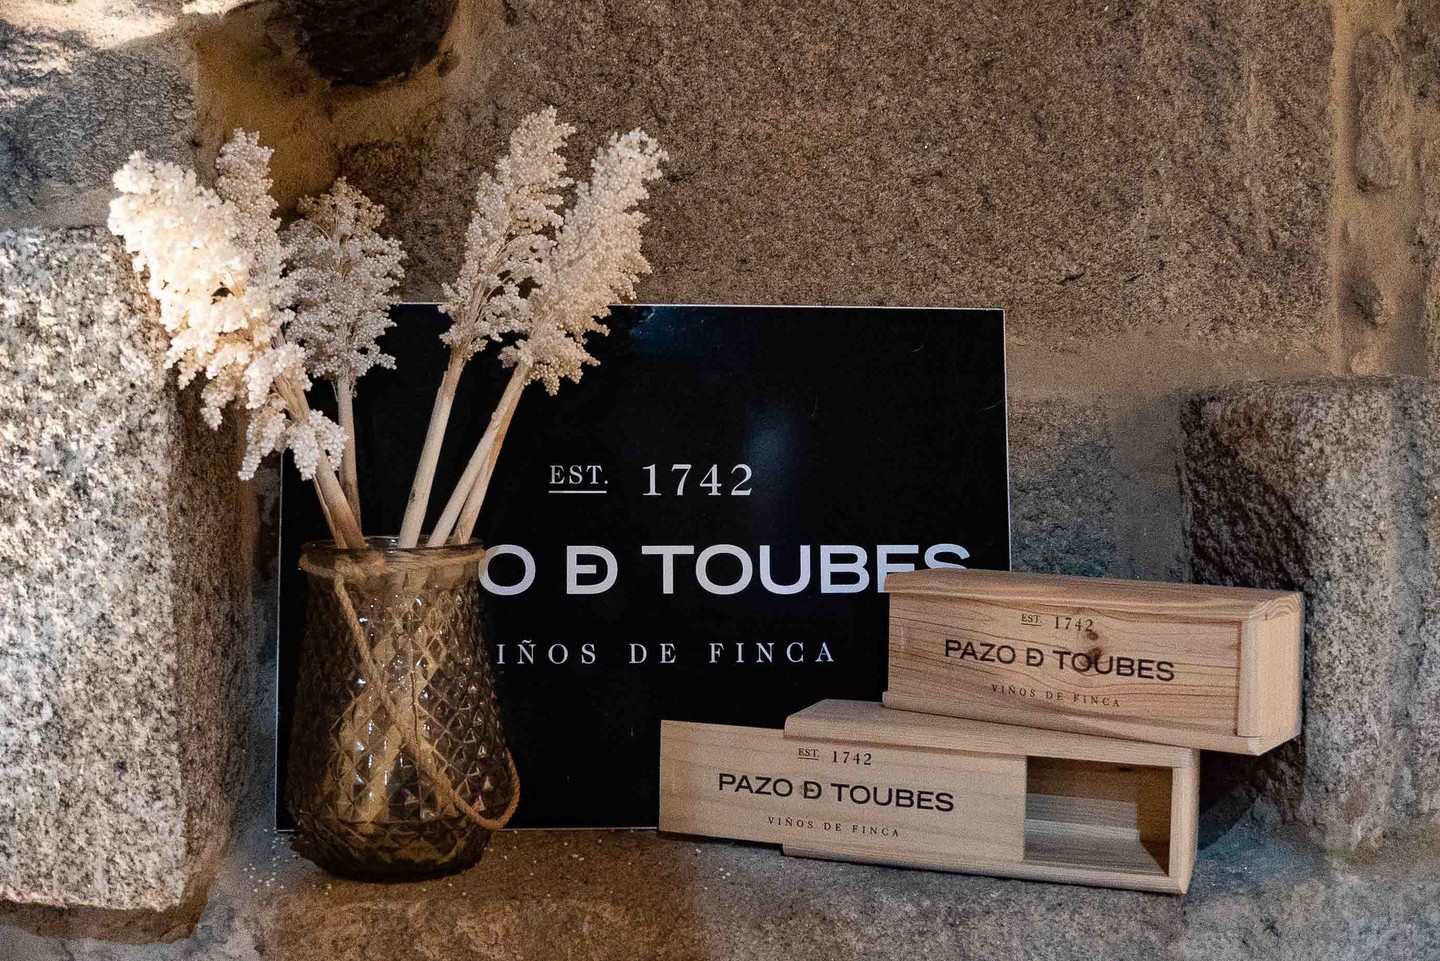 EST. 1742
O Đ TOUBES
IÑOS DE FINCA
EST. 1742
PAZO Đ TOUBES
VIÑOS DE FINCA
EST. 1742
PAZO Đ TOUBES
VIÑOS DE FINCA